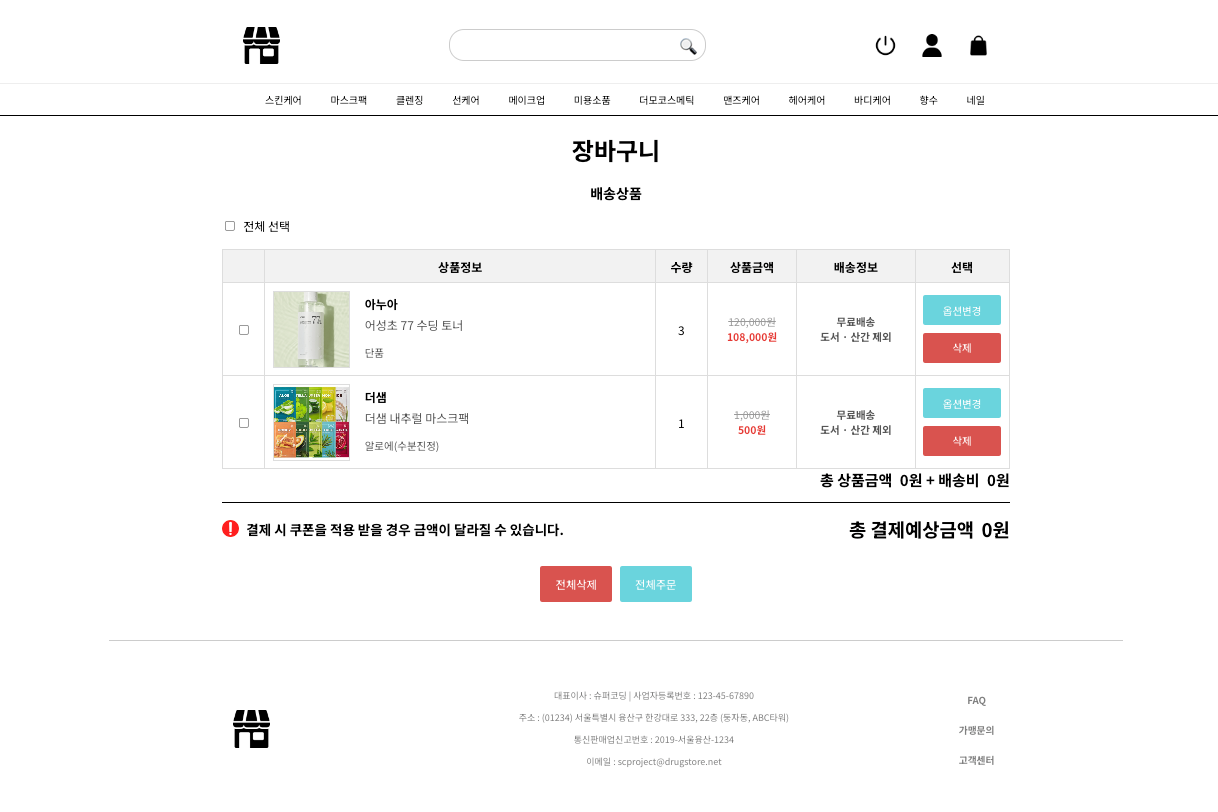 스킨케어 마스크팩 클렌징 선케어 메이크업 미용소품 더모코스메틱 맨즈케어 헤어케어 바디케어 향수 네일
장바구니
배송상품
전체 선택
상품정보 수량 상품금액 배송정보 선택
아누아
어성초 77 수딩 토너
단품
3
120,000원
108,000원
무료배송
도서 · 산간 제외
옵션변경
삭제
더샘
더샘 내추럴 마스크팩
알로에(수분진정)
1
1,000원
500원
무료배송
도서 · 산간 제외
옵션변경
삭제
총 상품금액 0원 + 배송비 0원
결제 시 쿠폰을 적용 받을 경우 금액이 달라질 수 있습니다. 총 결제예상금액 0원
전체삭제 전체주문
대표이사 : 슈퍼코딩 | 사업자등록번호 : 123-45-67890
주소 : (01234) 서울특별시 용산구 한강대로 333, 22층 (동자동, ABC타워)
통신판매업신고번호 : 2019-서울용산-1234
이메일 : scproject@drugstore.net
FAQ
가맹문의
고객센터